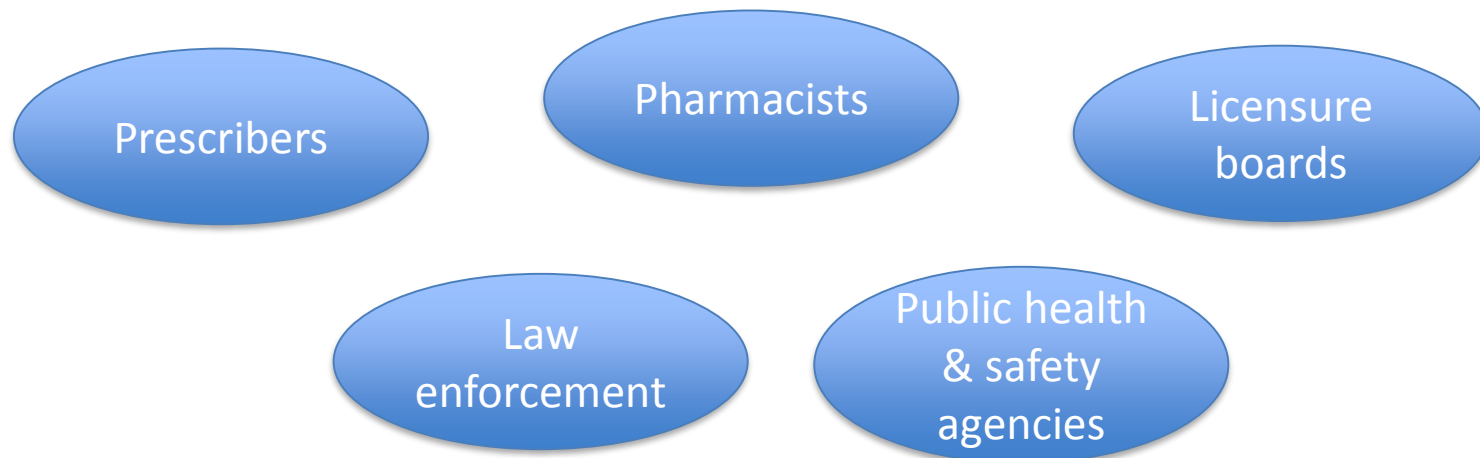 Prescribers
Pharmacists
Licensure
boards
Law
enforcement
Public health
& safety
agencies